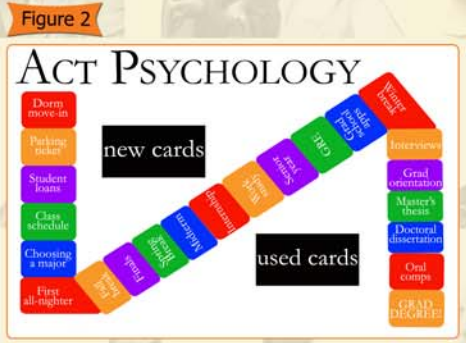 Figure 2
ACT PSYCHOLOGY
Dorm
move-in
Parking
ticket
Student
loans
Class
schedule
Choosing
a major
First
all-nighter
Fall
break
Finals
Spring
Break
Midterm
Internship
Work
study
Senior
year
GRE!
Grad
school
apps
Winter
break
Interviews
Grad
orientation
Master's
thesis
Doctoral
dissertation
Oral
comps
GRAD
DEGREE!
new cards
used cards